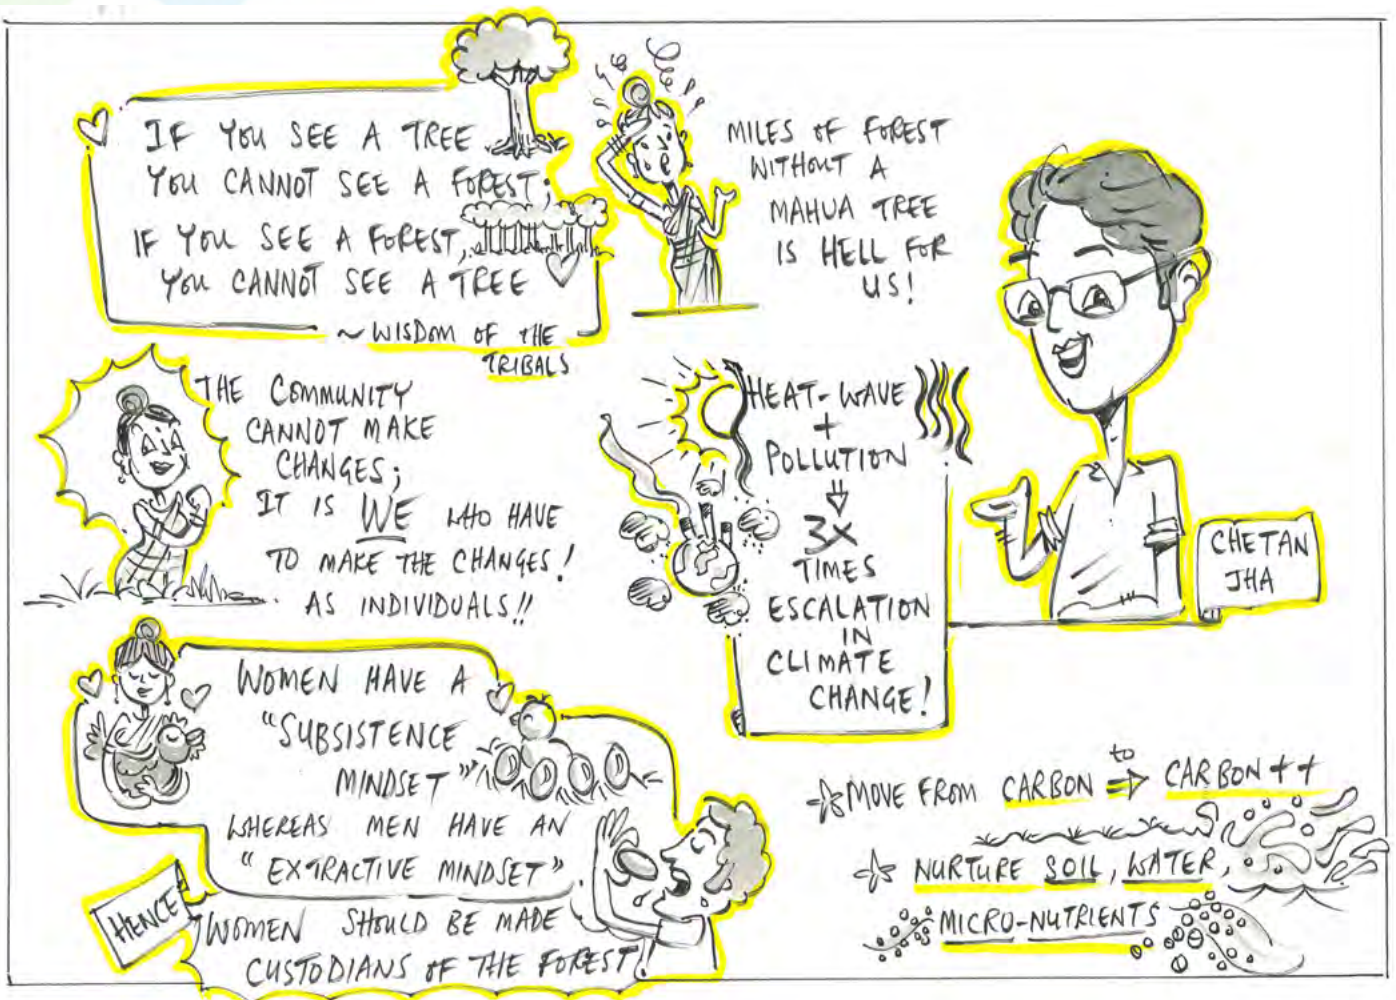 IF YOU SEE A TREE
YOU CANNOT SEE A FOREST;
IF YOU SEE A FOREST,
YOU CANNOT SEE A TREE
~ WISDOM OF THE
TRIBALS
MILES OF FOREST
WITHOUT A
MAHUA TREE
IS HELL FOR
US!
THE COMMUNITY
CANNOT MAKE
CHANGES;
IT IS WE WHO HAVE
TO MAKE THE CHANGES!
AS INDIVIDUALS!!
HEAT-WAVE
+
POLLUTION
⇓
3X
TIMES
ESCALATION
IN
CLIMATE
CHANGE!
CHETAN
JHA
WOMEN HAVE A
"SUBSISTENCE
MINDSET"
WHEREAS MEN HAVE AN
"EXTRACTIVE MINDSET"
HENCE
WOMEN SHOULD BE MADE
CUSTODIANS OF THE FOREST
MOVE FROM CARBON to ⇒ CARBON ++
NURTURE SOIL, WATER,
MICRO-NUTRIENTS